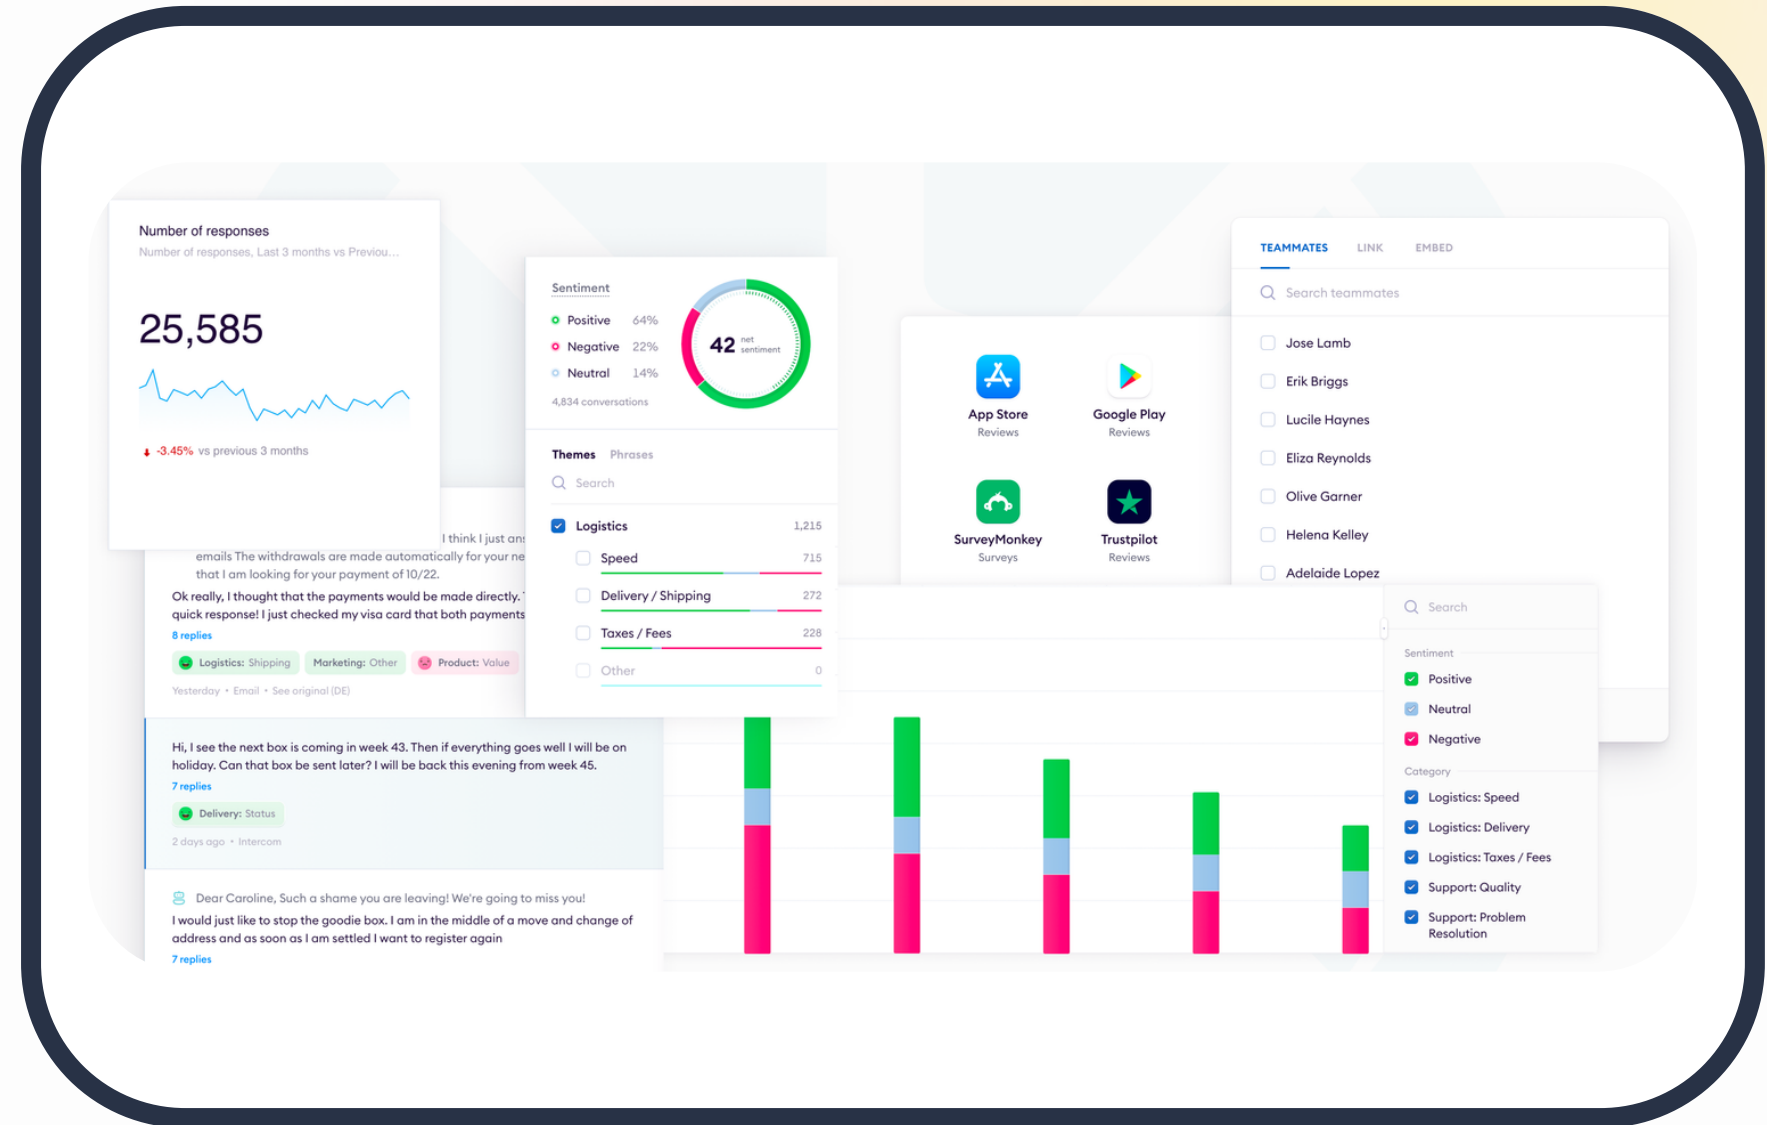 Number of responses
Number of responses, Last 3 months vs Previou...
25,585
-3.45% vs previous 3 months
I think I just ans
emails The withdrawals are made automatically for your ne
that I am looking for your payment of 10/22.
Ok really, I thought that the payments would be made directly.
quick response! I just checked my visa card that both payments
8 replies
Logistics: Shipping
Marketing: Other
Product: Value
Yesterday • Email • See original (DE)
Hi, I see the next box is coming in week 43. Then if everything goes well I will be on
holiday. Can that box be sent later? I will be back this evening from week 45.
7 replies
Delivery: Status
2 days ago • Intercom
Dear Caroline, Such a shame you are leaving! We're going to miss you!
I would just like to stop the goodie box. I am in the middle of a move and change of
address and as soon as I am settled I want to register again
7 replies
Sentiment
Positive 64%
Negative 22%
Neutral 14%
4,834 conversations
42 net
sentiment
Themes Phrases
Search
Logistics 1,215
Speed 715
Delivery / Shipping 272
Taxes / Fees 228
Other 0
App Store
Reviews
Google Play
Reviews
SurveyMonkey
Surveys
Trustpilot
Reviews
TEAMMATES LINK EMBED
Search teammates
Jose Lamb
Erik Briggs
Lucile Haynes
Eliza Reynolds
Olive Garner
Helena Kelley
Adelaide Lopez
Search
Sentiment
Positive
Neutral
Negative
Category
Logistics: Speed
Logistics: Delivery
Logistics: Taxes / Fees
Support: Quality
Support: Problem
Resolution